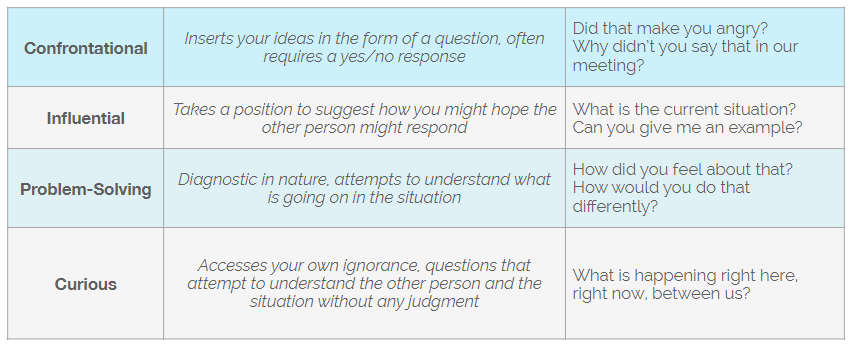 Confrontational
Inserts your ideas in the form of a question, often
requires a yes/no response
Did that make you angry?
Why didn't you say that in our
meeting?
Influential
Takes a position to suggest how you might hope the
other person might respond
What is the current situation?
Can you give me an example?
Problem-Solving
Diagnostic in nature, attempts to understand what
is going on in the situation
How did you feel about that?
How would you do that
differently?
Curious
Accesses your own ignorance, questions that
attempt to understand the other person and the
situation without any judgment
What is happening right here,
right now, between us?